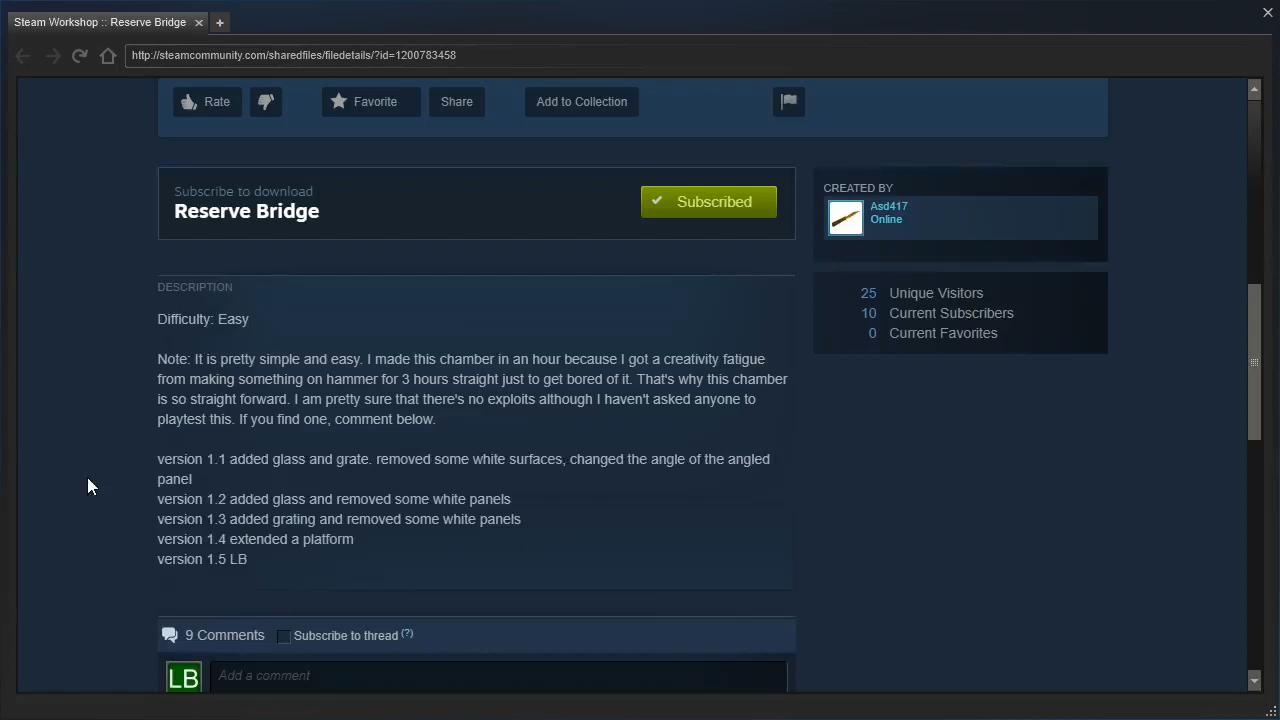 Steam Workshop :: Reserve Bridge
http://steamcommunity.com/sharedfiles/filedetails/?id=1200783458
Rate
Favorite
Share
Add to Collection
Subscribe to download
Reserve Bridge
Subscribed
CREATED BY
Asd417
Online
25 Unique Visitors
10 Current Subscribers
0 Current Favorites
DESCRIPTION
Difficulty: Easy
Note: It is pretty simple and easy. I made this chamber in an hour because I got a creativity fatigue
from making something on hammer for 3 hours straight just to get bored of it. That's why this chamber
is so straight forward. I am pretty sure that there's no exploits although I haven't asked anyone to
playtest this. If you find one, comment below.
version 1.1 added glass and grate. removed some white surfaces, changed the angle of the angled
panel
version 1.2 added glass and removed some white panels
version 1.3 added grating and removed some white panels
version 1.4 extended a platform
version 1.5 LB
9 Comments Subscribe to thread (?)
LB Add a comment